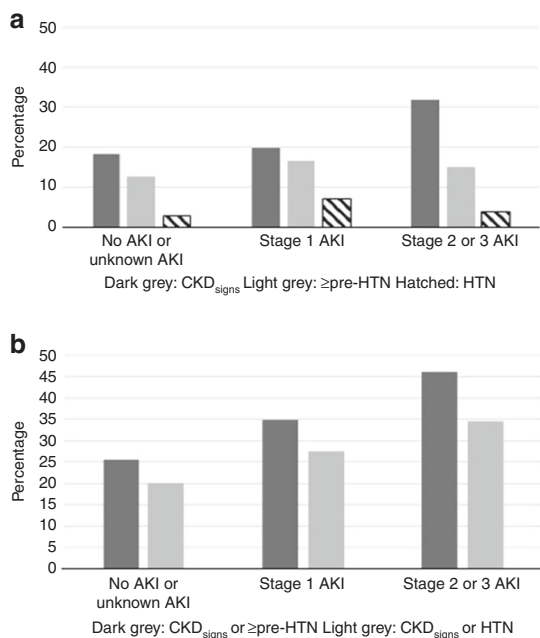 a
50
40
30
20
10
0
Percentage
No AKI or
unknown AKI
Stage 1 AKI
Stage 2 or 3 AKI
Dark grey: CKDsigns Light grey: ≥pre-HTN Hatched: HTN
b
50
45
40
35
30
25
20
15
10
5
0
Percentage
No AKI or
unknown AKI
Stage 1 AKI
Stage 2 or 3 AKI
Dark grey: CKDsigns or ≥pre-HTN Light grey: CKDsigns or HTN